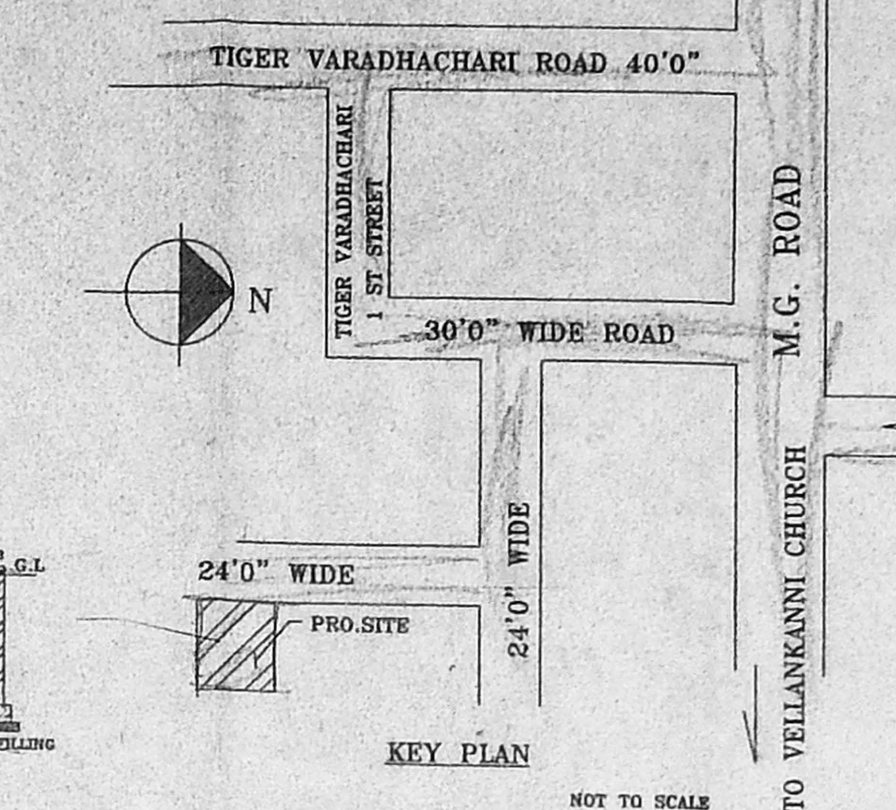 TIGER VARADHACHARI ROAD 40'0"
TIGER VARADHACHARI
1 ST STREET
M.G. ROAD
N
30'0" WIDE ROAD
TO VELLANKANNI CHURCH
24'0" WIDE
G.L
24'0" WIDE
PRO.SITE
KEY PLAN
NOT TO SCALE